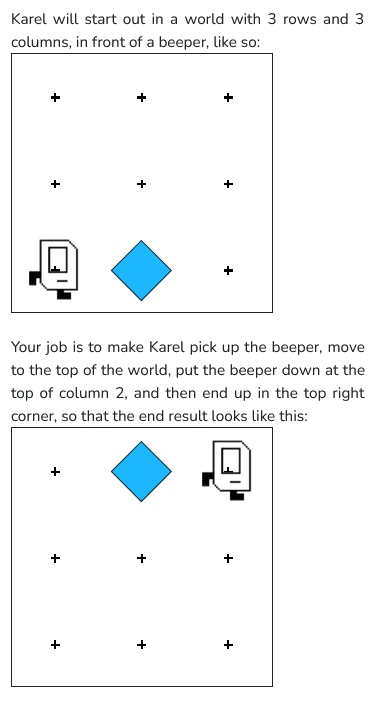 Karel will start out in a world with 3 rows and 3
columns, in front of a beeper, like so:
Your job is to make Karel pick up the beeper, move
to the top of the world, put the beeper down at the
top of column 2, and then end up in the top right
corner, so that the end result looks like this: